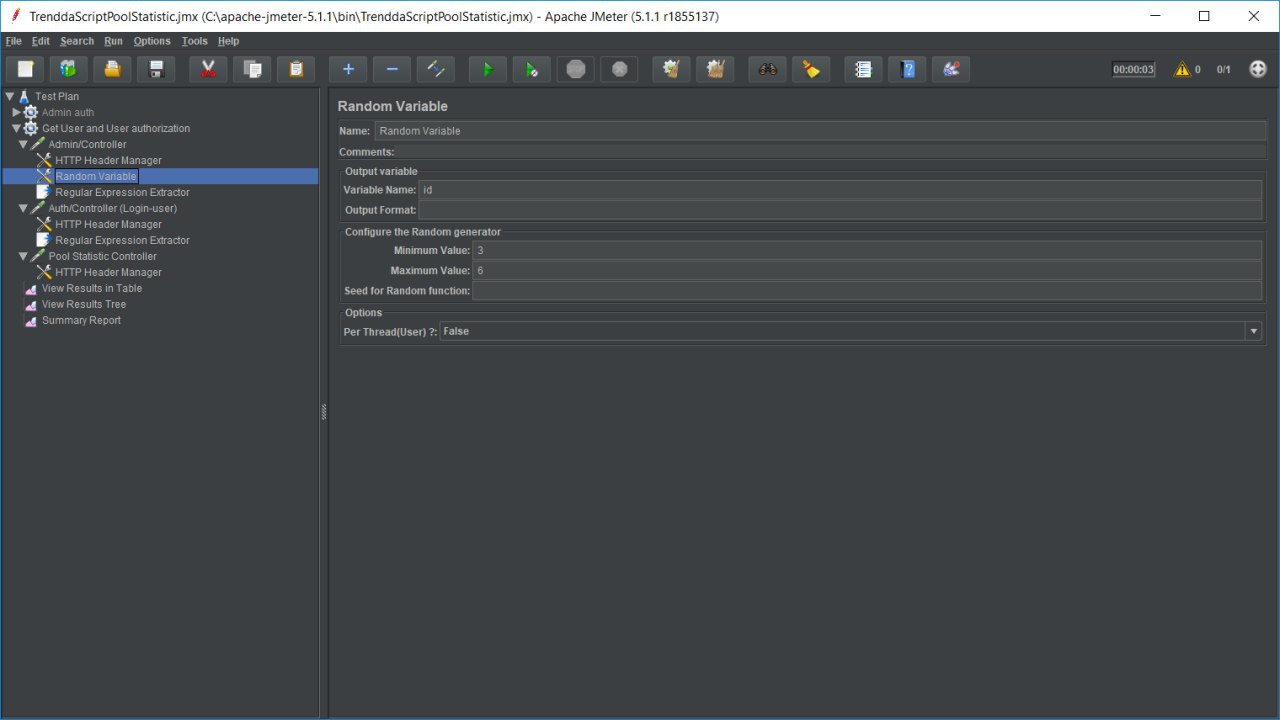 TrenddaScriptPoolStatistic.jmx (C:\apache-jmeter-5.1.1\bin\TrenddaScriptPoolStatistic.jmx) - Apache JMeter (5.1.1 r1855137)
File Edit Search Run Options Tools Help
00:00:03 0 0/1
Test Plan
Admin auth
Get User and User authorization
Admin/Controller
HTTP Header Manager
Random Variable
Regular Expression Extractor
Auth/Controller (Login-user)
HTTP Header Manager
Regular Expression Extractor
Pool Statistic Controller
HTTP Header Manager
View Results in Table
View Results Tree
Summary Report
Random Variable
Name: Random Variable
Comments:
Output variable
Variable Name: id
Output Format:
Configure the Random generator
Minimum Value: 3
Maximum Value: 6
Seed for Random function:
Options
Per Thread(User) ?: False